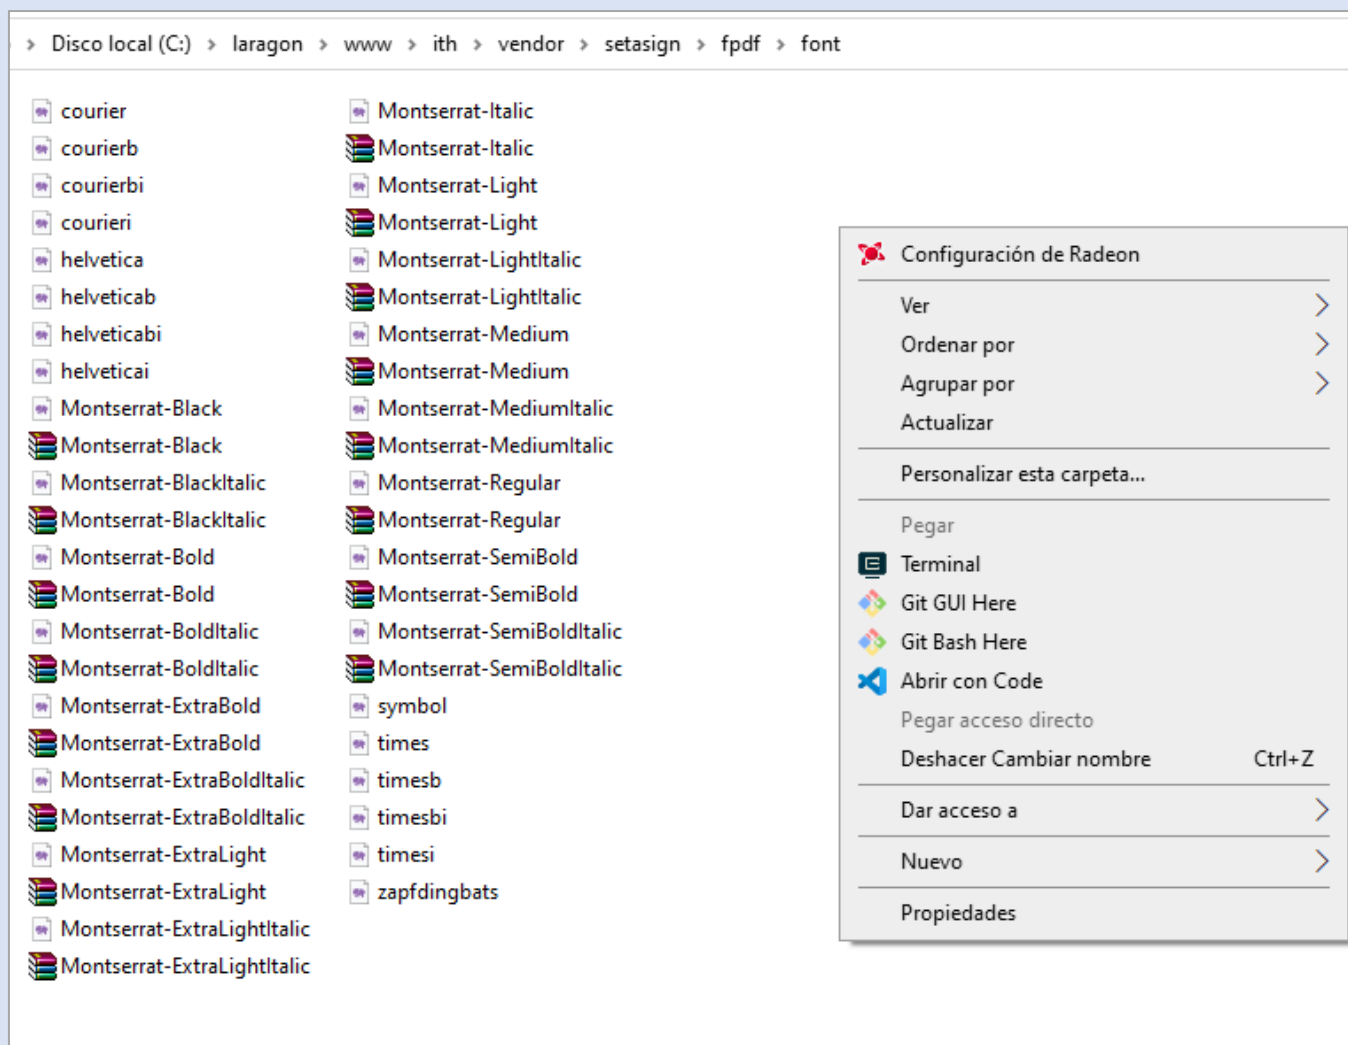 Disco local (C:) > laragon > www > ith > vendor > setasign > fpdf > font
courier
courierb
courierbi
courieri
helvetica
helveticab
helveticabi
helveticai
Montserrat-Black
Montserrat-Black
Montserrat-BlackItalic
Montserrat-BlackItalic
Montserrat-Bold
Montserrat-Bold
Montserrat-BoldItalic
Montserrat-BoldItalic
Montserrat-ExtraBold
Montserrat-ExtraBold
Montserrat-ExtraBoldItalic
Montserrat-ExtraBoldItalic
Montserrat-ExtraLight
Montserrat-ExtraLight
Montserrat-ExtraLightItalic
Montserrat-ExtraLightItalic
Montserrat-Italic
Montserrat-Italic
Montserrat-Light
Montserrat-Light
Montserrat-LightItalic
Montserrat-LightItalic
Montserrat-Medium
Montserrat-Medium
Montserrat-MediumItalic
Montserrat-MediumItalic
Montserrat-Regular
Montserrat-Regular
Montserrat-SemiBold
Montserrat-SemiBold
Montserrat-SemiBoldItalic
Montserrat-SemiBoldItalic
symbol
times
timesb
timesbi
timesi
zapfdingbats
Configuración de Radeon
Ver
Ordenar por
Agrupar por
Actualizar
Personalizar esta carpeta...
Pegar
Terminal
Git GUI Here
Git Bash Here
Abrir con Code
Pegar acceso directo
Deshacer Cambiar nombre Ctrl+Z
Dar acceso a
Nuevo
Propiedades